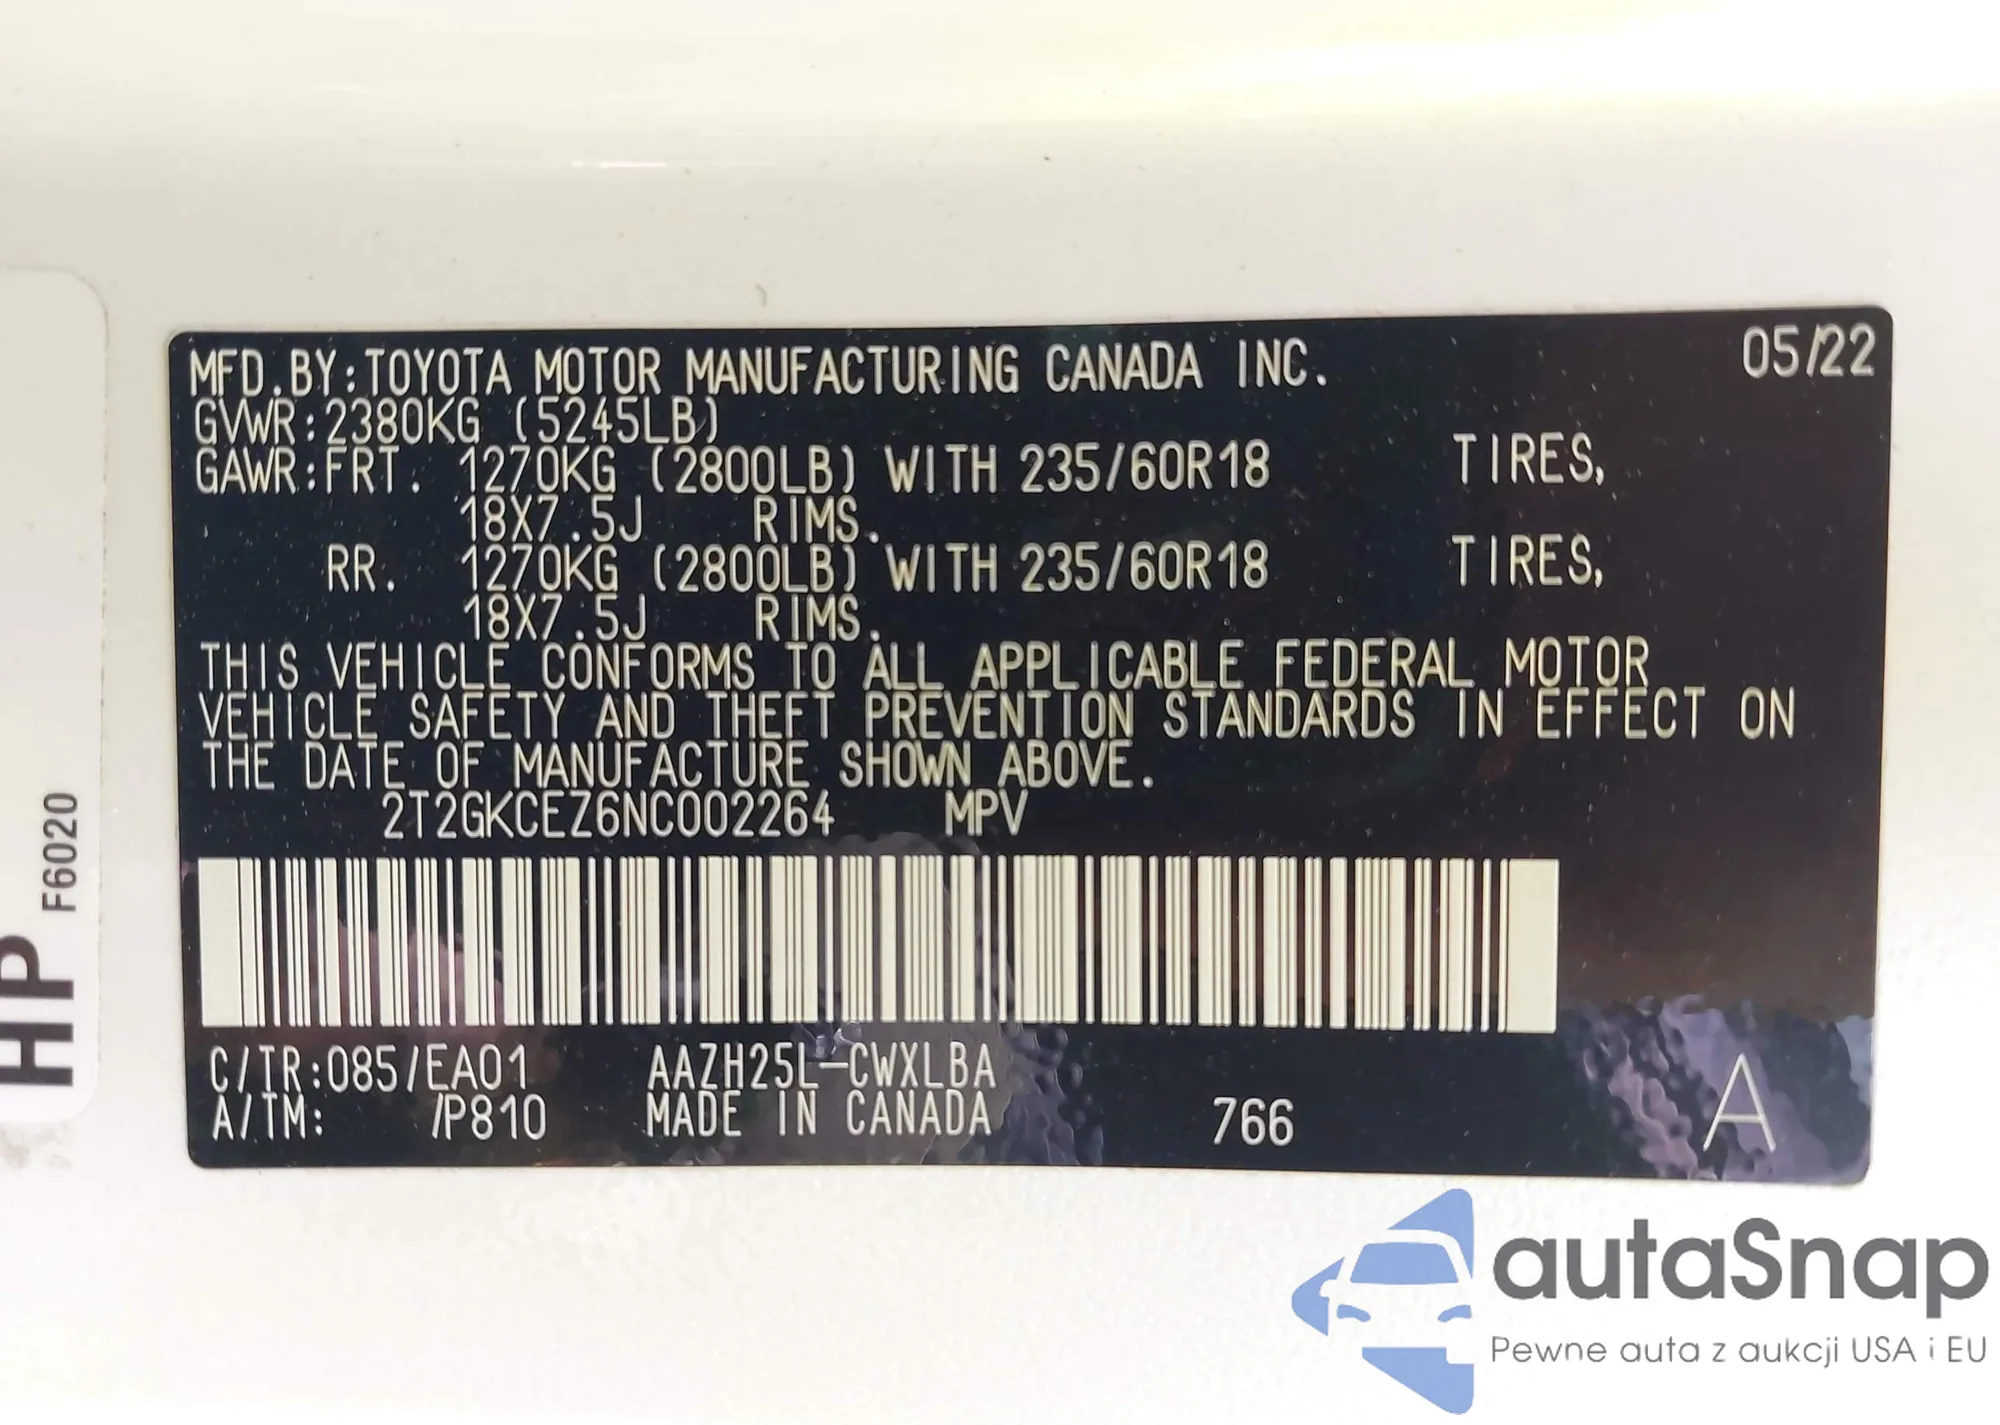 MFD.BY:TOYOTA MOTOR MANUFACTURING CANADA INC. 05/22
GVWR:2380KG (5245LB)
GAWR:FRT. 1270KG (2800LB) WITH 235/60R18 TIRES,
18X7.5J RIMS.
RR. 1270KG (2800LB) WITH 235/60R18 TIRES,
18X7.5J RIMS.
THIS VEHICLE CONFORMS TO ALL APPLICABLE FEDERAL MOTOR
VEHICLE SAFETY AND THEFT PREVENTION STANDARDS IN EFFECT ON
THE DATE OF MANUFACTURE SHOWN ABOVE.
2T2GKCEZ6NC002264 MPV
C/TR:085/EA01 AAZH25L-CWXLBA
A/TM: /P810 MADE IN CANADA 766 A
HP F6020
autaSnap
Pewne auta z aukcji USA i EU